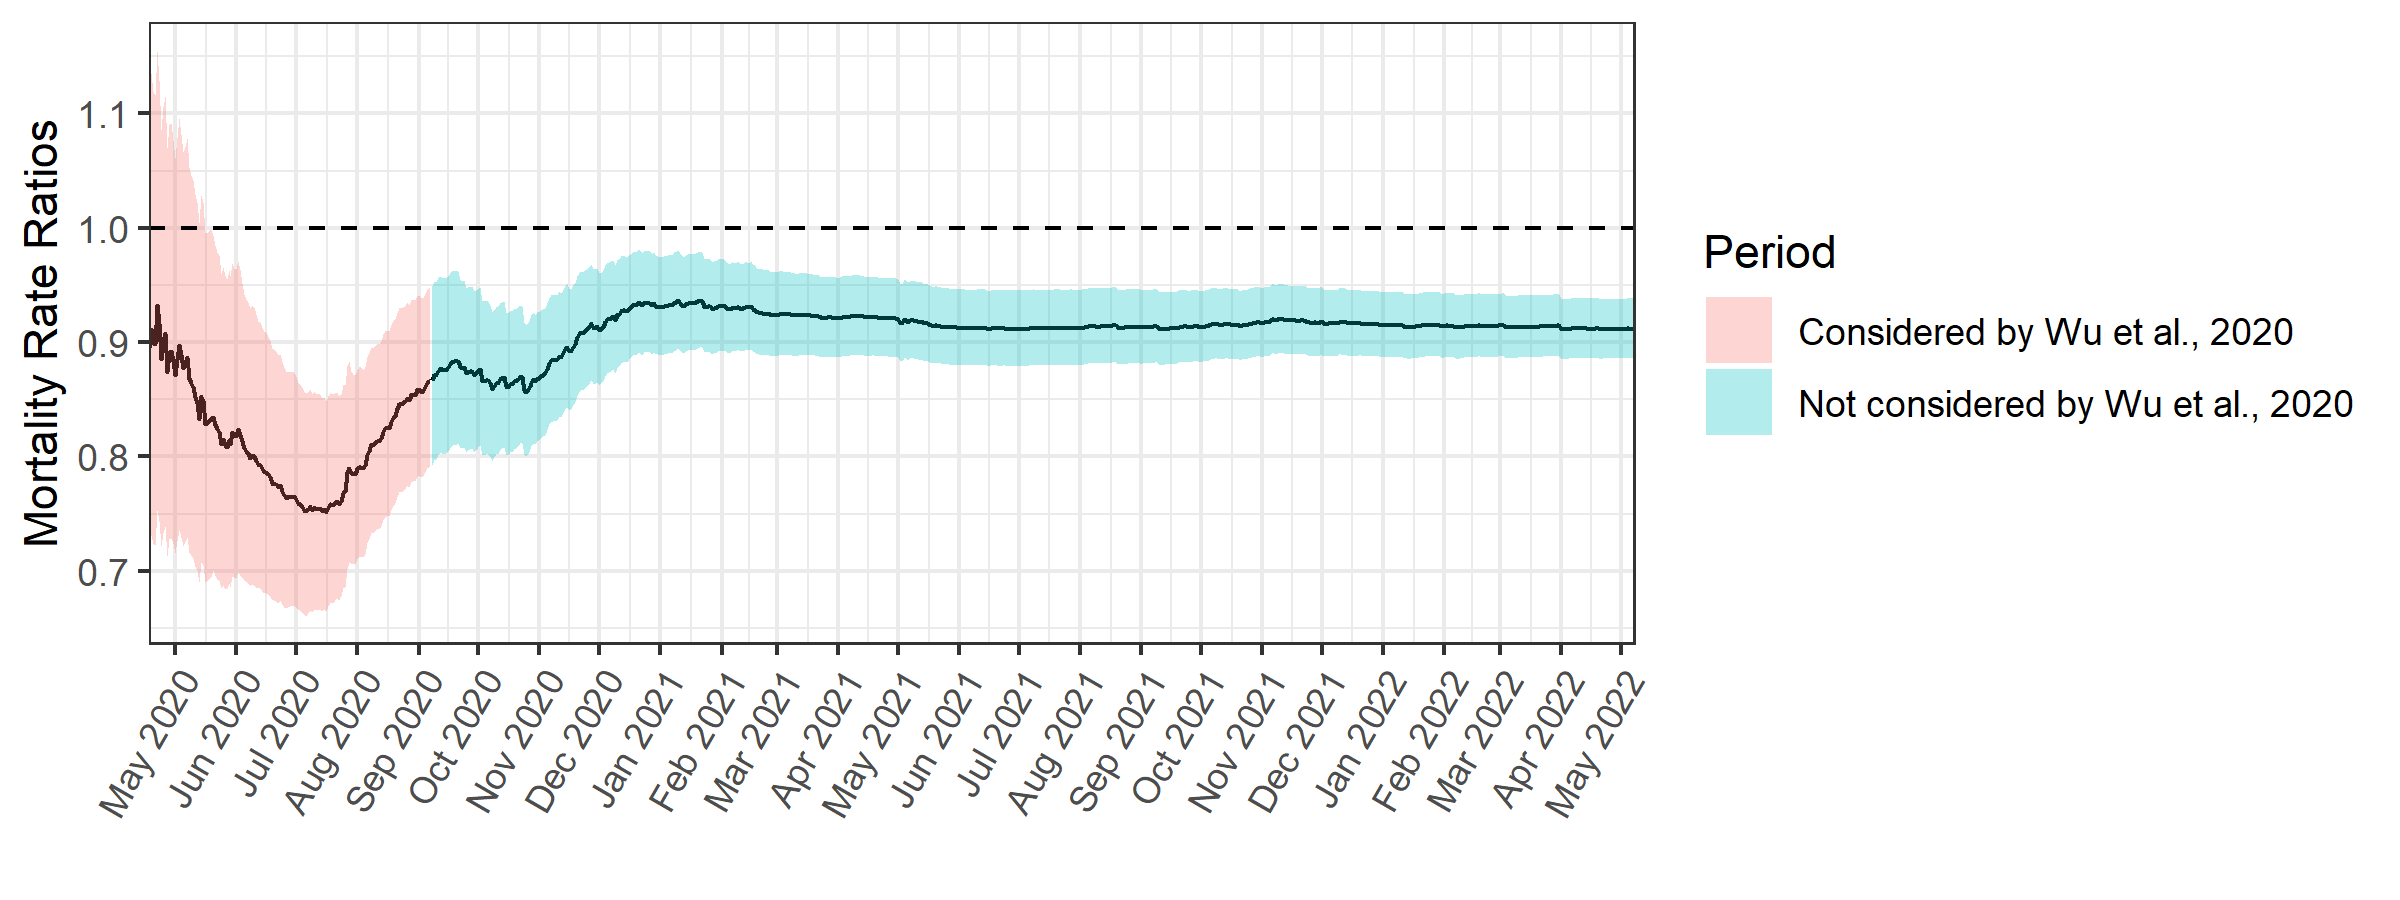 Mortality Rate Ratios
1.1
1.0
0.9
0.8
0.7
May 2020
Jun 2020
Jul 2020
Aug 2020
Sep 2020
Oct 2020
Nov 2020
Dec 2020
Jan 2021
Feb 2021
Mar 2021
Apr 2021
May 2021
Jun 2021
Jul 2021
Aug 2021
Sep 2021
Oct 2021
Nov 2021
Dec 2021
Jan 2022
Feb 2022
Mar 2022
Apr 2022
May 2022
Period
Considered by Wu et al., 2020
Not considered by Wu et al., 2020